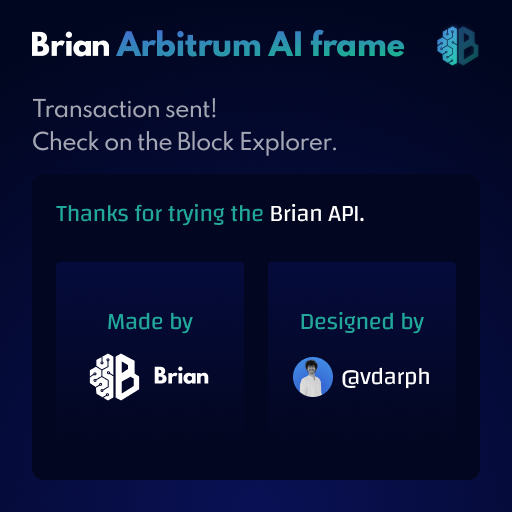 Brian Arbitrum AI frame
Transaction sent!
Check on the Block Explorer.
Thanks for trying the Brian API.
Made by
Brian
Designed by
@vdarph